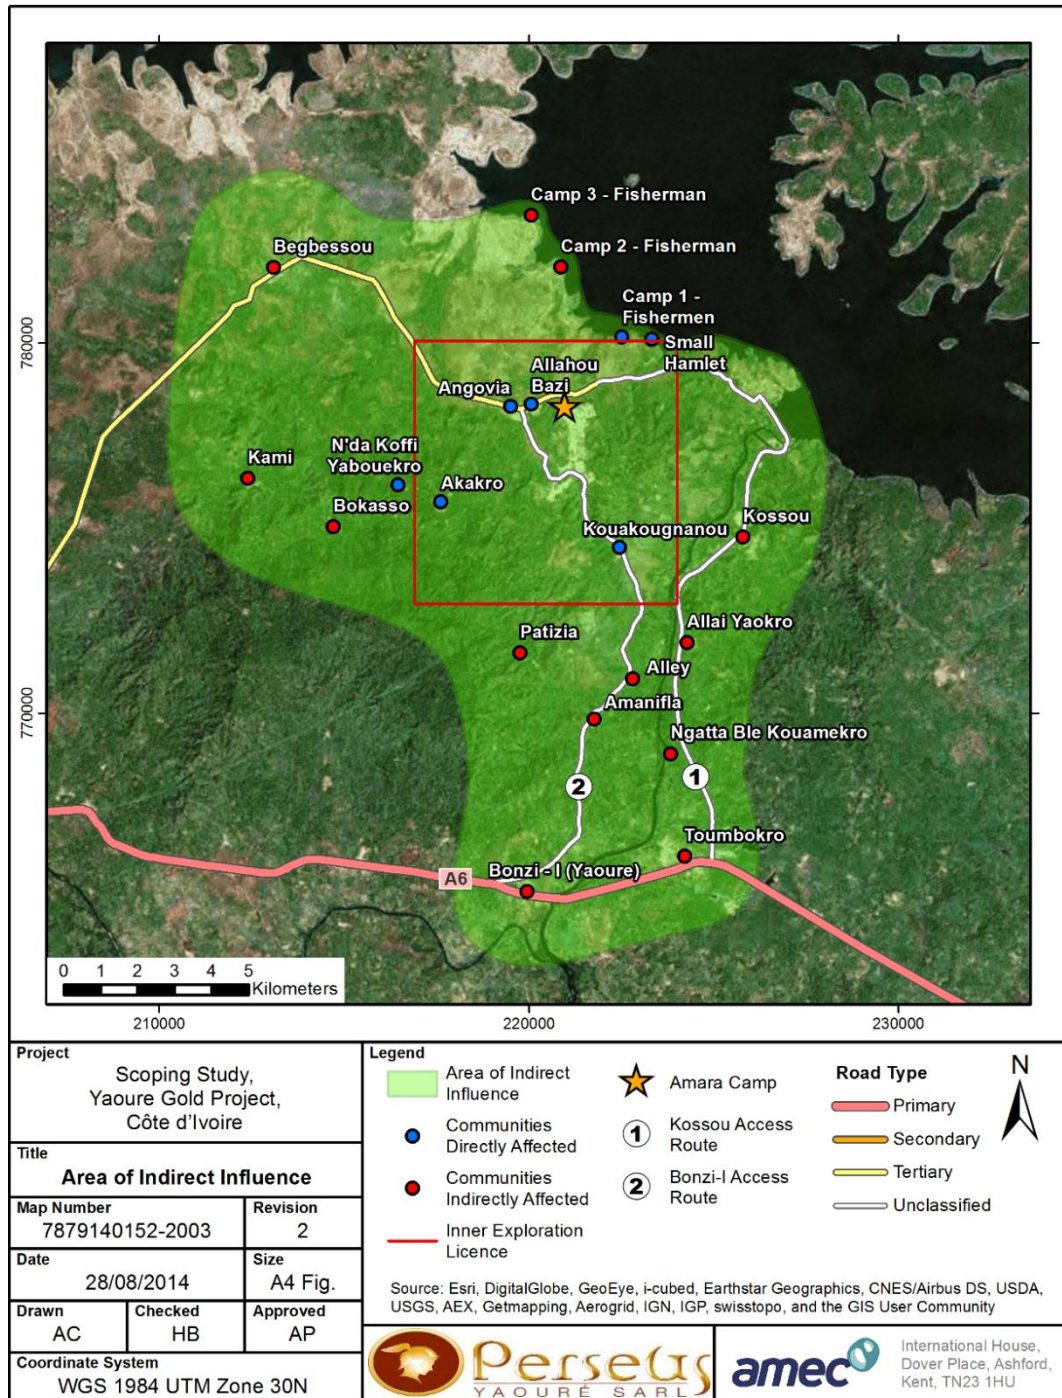 Camp 3 - Fisherman
Begbessou
Camp 2 - Fisherman
Camp 1 -
Fishermen
Small
Hamlet
Allahou
Bazi
Angovia
N'da Koffi
Yabouekro
Kami
Akakro
Bokasso
Kouakougnanou
Kossou
Patizia
Allai Yaokro
Alley
Amanifla
Ngatta Ble Kouamekro
2
1
Toumbokro
A6
Bonzi - I (Yaoure)
780000
780000
770000
770000
0 1 2 3 4 5
Kilometers
210000
220000
230000
Project
Scoping Study,
Yaoure Gold Project,
Côte d'Ivoire
Title
Area of Indirect Influence
Map Number
7879140152-2003
Revision
2
Date
28/08/2014
Size
A4 Fig.
Drawn
AC
Checked
HB
Approved
AP
Coordinate System
WGS 1984 UTM Zone 30N
Legend
Area of Indirect
Influence
Communities
Directly Affected
Communities
Indirectly Affected
Inner Exploration
Licence
Amara Camp
1
Kossou Access
Route
2
Bonzi-I Access
Route
Road Type
Primary
Secondary
Tertiary
Unclassified
N
Source: Esri, DigitalGlobe, GeoEye, i-cubed, Earthstar Geographics, CNES/Airbus DS, USDA,
USGS, AEX, Getmapping, Aerogrid, IGN, IGP, swisstopo, and the GIS User Community
Perseus
YAOURÉ SARL
amec
International House,
Dover Place, Ashford,
Kent, TN23 1HU